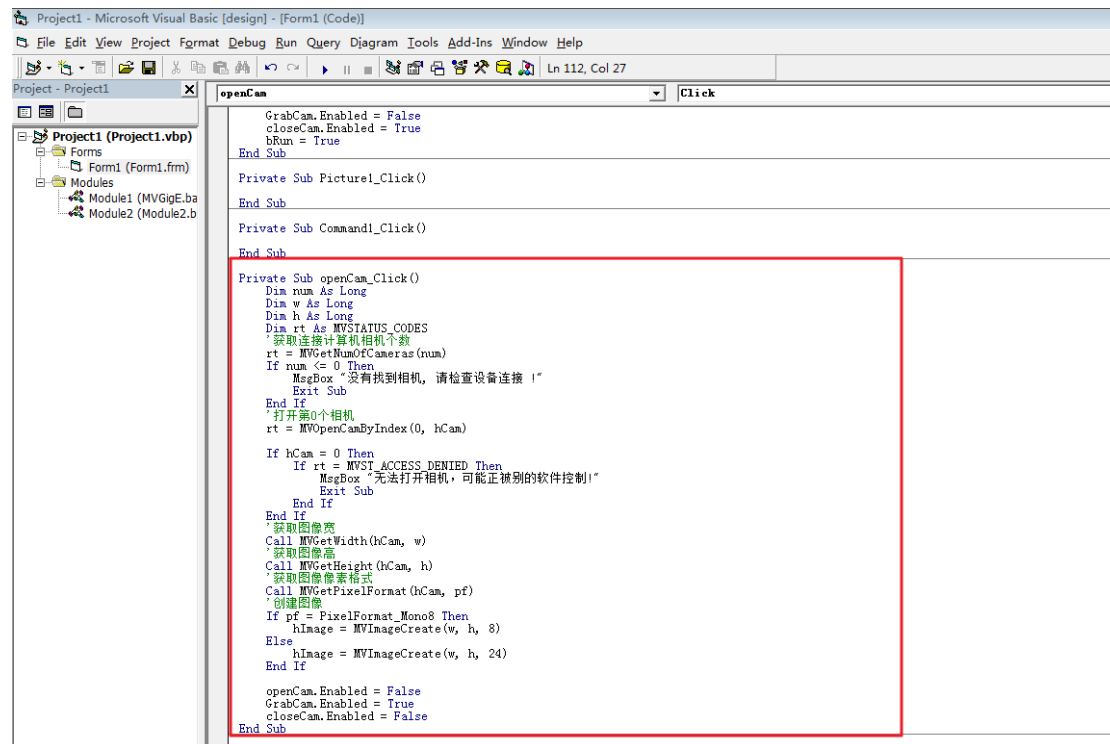 Project1 - Microsoft Visual Basic [design] - [Form1 (Code)]
File Edit View Project Format Debug Run Query Diagram Tools Add-Ins Window Help
Ln 112, Col 27
Project - Project1
Project1 (Project1.vbp)
Forms
Form1 (Form1.frm)
Modules
Module1 (MVGigE.ba
Module2 (Module2.b
openCam
Click
GrabCam.Enabled = False
closeCam.Enabled = True
bRun = True
End Sub
Private Sub Picture1_Click()
End Sub
Private Sub Command1_Click()
End Sub
Private Sub openCam_Click()
Dim num As Long
Dim w As Long
Dim h As Long
Dim rt As MVSTATUS_CODES
'获取连接计算机相机个数
rt = MVGetNumOfCameras(num)
If num <= 0 Then
MsgBox "没有找到相机, 请检查设备连接 !"
Exit Sub
End If
'打开第0个相机
rt = MVOpenCamByIndex(0, hCam)
If hCam = 0 Then
If rt = MVST_ACCESS_DENIED Then
MsgBox "无法打开相机，可能正被别的软件控制!"
Exit Sub
End If
End If
'获取图像宽
Call MVGetWidth(hCam, w)
'获取图像高
Call MVGetHeight(hCam, h)
'获取图像像素格式
Call MVGetPixelFormat(hCam, pf)
'创建图像
If pf = PixelFormat_Mono8 Then
hImage = MVImageCreate(w, h, 8)
Else
hImage = MVImageCreate(w, h, 24)
End If
openCam.Enabled = False
GrabCam.Enabled = True
closeCam.Enabled = False
End Sub